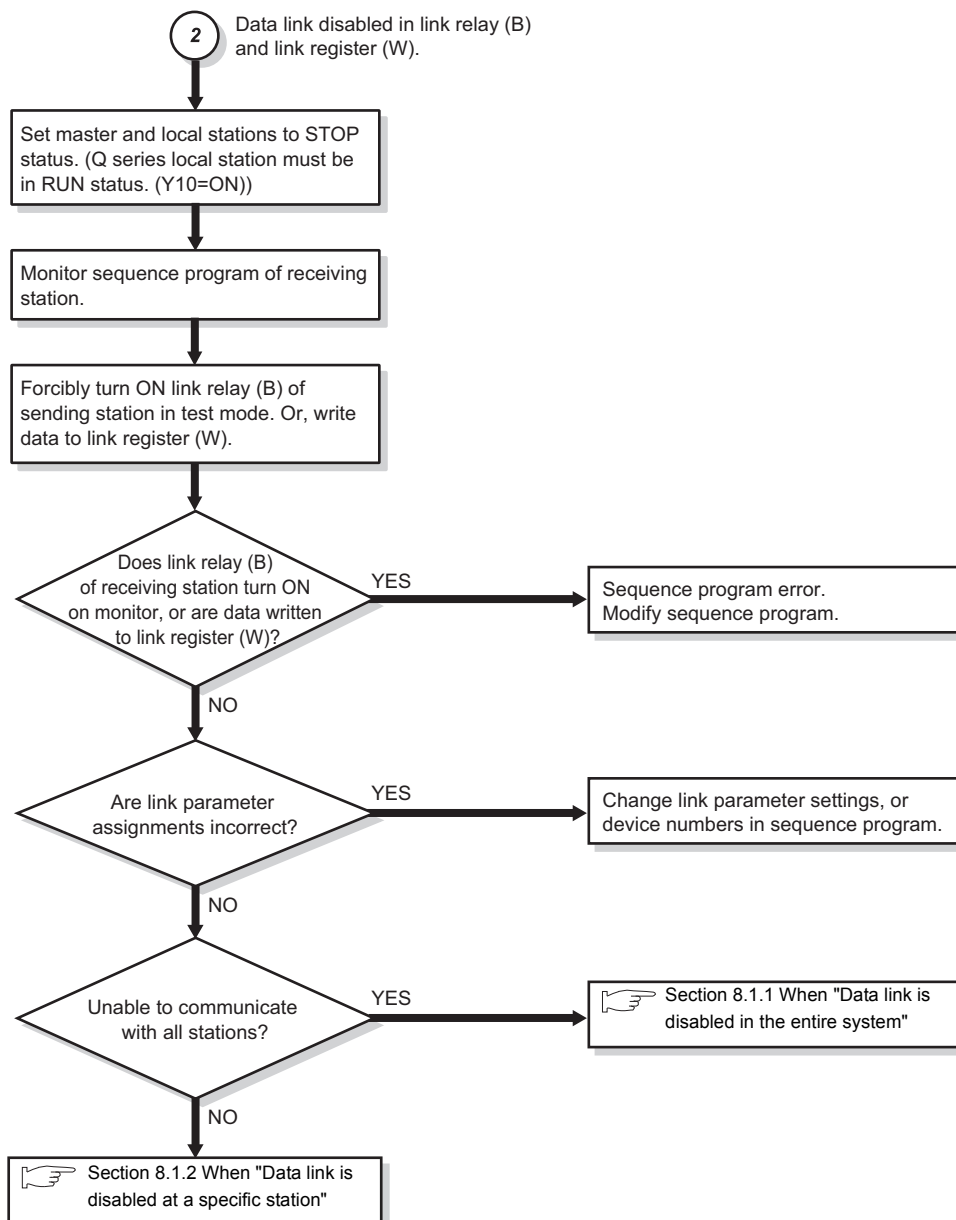 2
Data link disabled in link relay (B)
and link register (W).
Set master and local stations to STOP
status. (Q series local station must be
in RUN status. (Y10=ON))
Monitor sequence program of receiving
station.
Forcibly turn ON link relay (B) of
sending station in test mode. Or, write
data to link register (W).
Does link relay (B)
of receiving station turn ON
on monitor, or are data written
to link register (W)?
YES
Sequence program error.
Modify sequence program.
NO
Are link parameter
assignments incorrect?
YES
Change link parameter settings, or
device numbers in sequence program.
NO
Unable to communicate
with all stations?
YES
Section 8.1.1 When "Data link is
disabled in the entire system"
NO
Section 8.1.2 When "Data link is
disabled at a specific station"